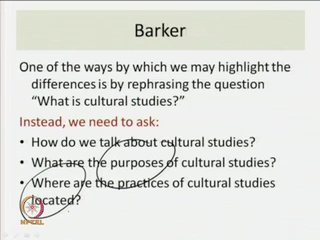 Barker
One of the ways by which we may highlight the
differences is by rephrasing the question
“What is cultural studies?”
Instead, we need to ask:
• How do we talk about cultural studies?
• What are the purposes of cultural studies?
• Where are the practices of cultural studies
located?
NPTEL